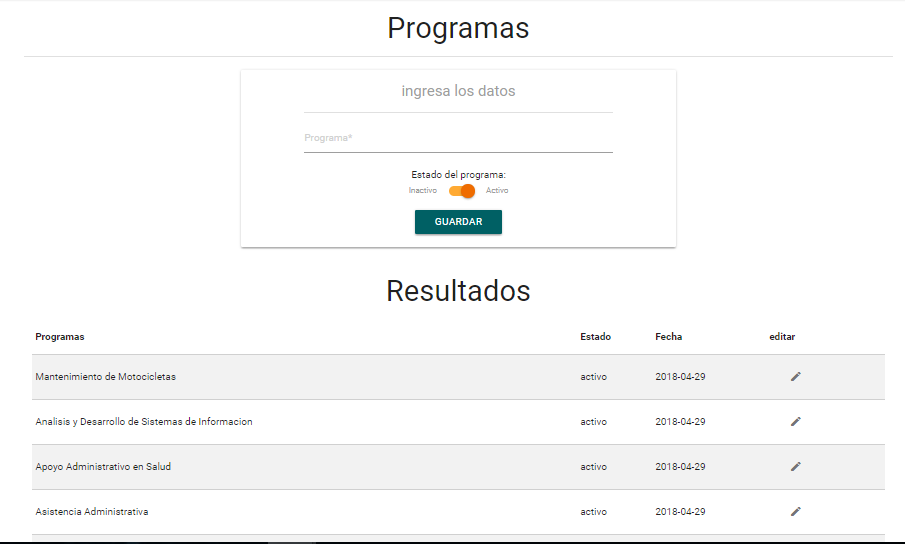 Programas
ingresa los datos
Programa*
Estado del programa:
Inactivo Activo
GUARDAR
Resultados
Programas Estado Fecha editar
Mantenimiento de Motocicletas activo 2018-04-29
Analisis y Desarrollo de Sistemas de Informacion activo 2018-04-29
Apoyo Administrativo en Salud activo 2018-04-29
Asistencia Administrativa activo 2018-04-29